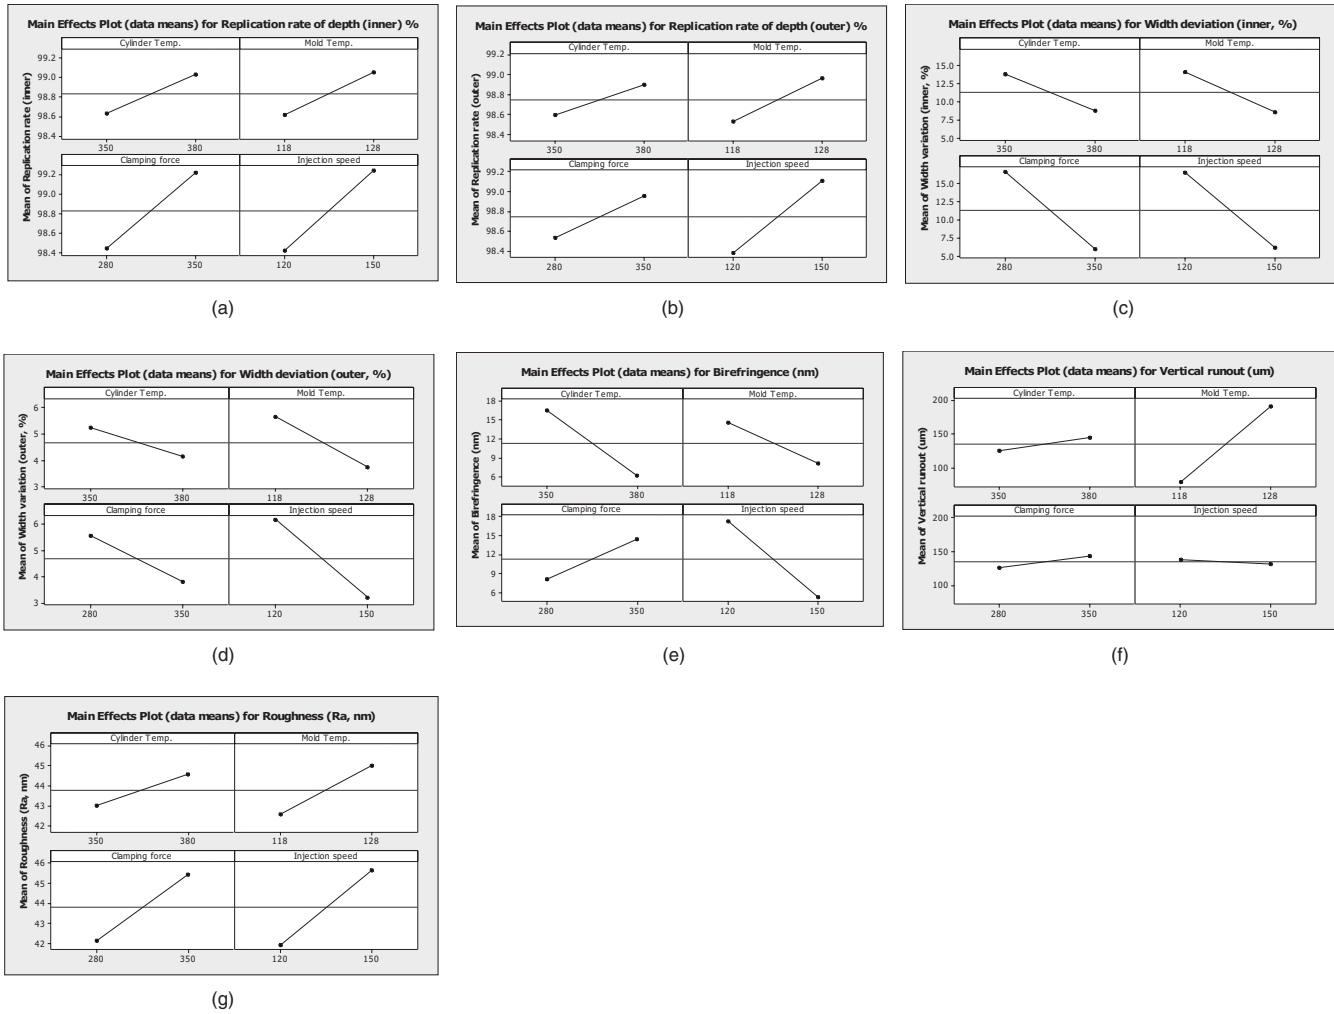 Main Effects Plot (data means) for Replication rate of depth (inner) %
Mean of Replication rate (inner)
Cylinder Temp. Mold Temp.
99.2
99.0
98.8
98.6
98.4
350 380 118 128
Clamping force Injection speed
99.2
99.0
98.8
98.6
98.4
280 350 120 150
(a)
Main Effects Plot (data means) for Replication rate of depth (outer) %
Mean of Replication rate (outer)
Cylinder Temp. Mold Temp.
99.2
99.0
98.8
98.6
98.4
350 380 118 128
Clamping force Injection speed
99.2
99.0
98.8
98.6
98.4
280 350 120 150
(b)
Main Effects Plot (data means) for Width deviation (inner, %)
Mean of Width variation (inner, %)
Cylinder Temp. Mold Temp.
15.0
12.5
10.0
7.5
5.0
350 380 118 128
Clamping force Injection speed
15.0
12.5
10.0
7.5
5.0
280 350 120 150
(c)
Main Effects Plot (data means) for Width deviation (outer, %)
Mean of Width variation (outer, %)
Cylinder Temp. Mold Temp.
6
5
4
3
350 380 118 128
Clamping force Injection speed
6
5
4
3
280 350 120 150
(d)
Main Effects Plot (data means) for Birefringence (nm)
Mean of Birefringence (nm)
Cylinder Temp. Mold Temp.
18
15
12
9
6
350 380 118 128
Clamping force Injection speed
18
15
12
9
6
280 350 120 150
(e)
Main Effects Plot (data means) for Vertical runout (um)
Mean of Vertical runout (um)
Cylinder Temp. Mold Temp.
200
150
100
350 380 118 128
Clamping force Injection speed
200
150
100
280 350 120 150
(f)
Main Effects Plot (data means) for Roughness (Ra, nm)
Mean of Roughness (Ra, nm)
Cylinder Temp. Mold Temp.
46
45
44
43
42
350 380 118 128
Clamping force Injection speed
46
45
44
43
42
280 350 120 150
(g)